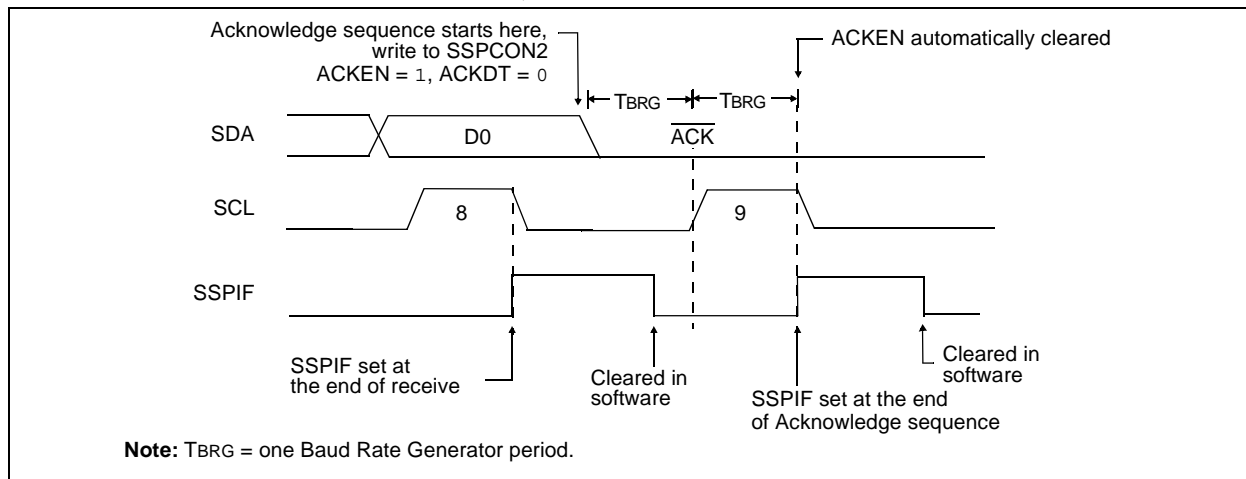 Acknowledge sequence starts here,
write to SSPCON2
ACKEN = 1, ACKDT = 0
ACKEN automatically cleared
TBRG
TBRG
SDA
D0
ACK
SCL
8
9
SSPIF
SSPIF set at
the end of receive
Cleared in
software
SSPIF set at the end
of Acknowledge sequence
Cleared in
software
Note: TBRG = one Baud Rate Generator period.